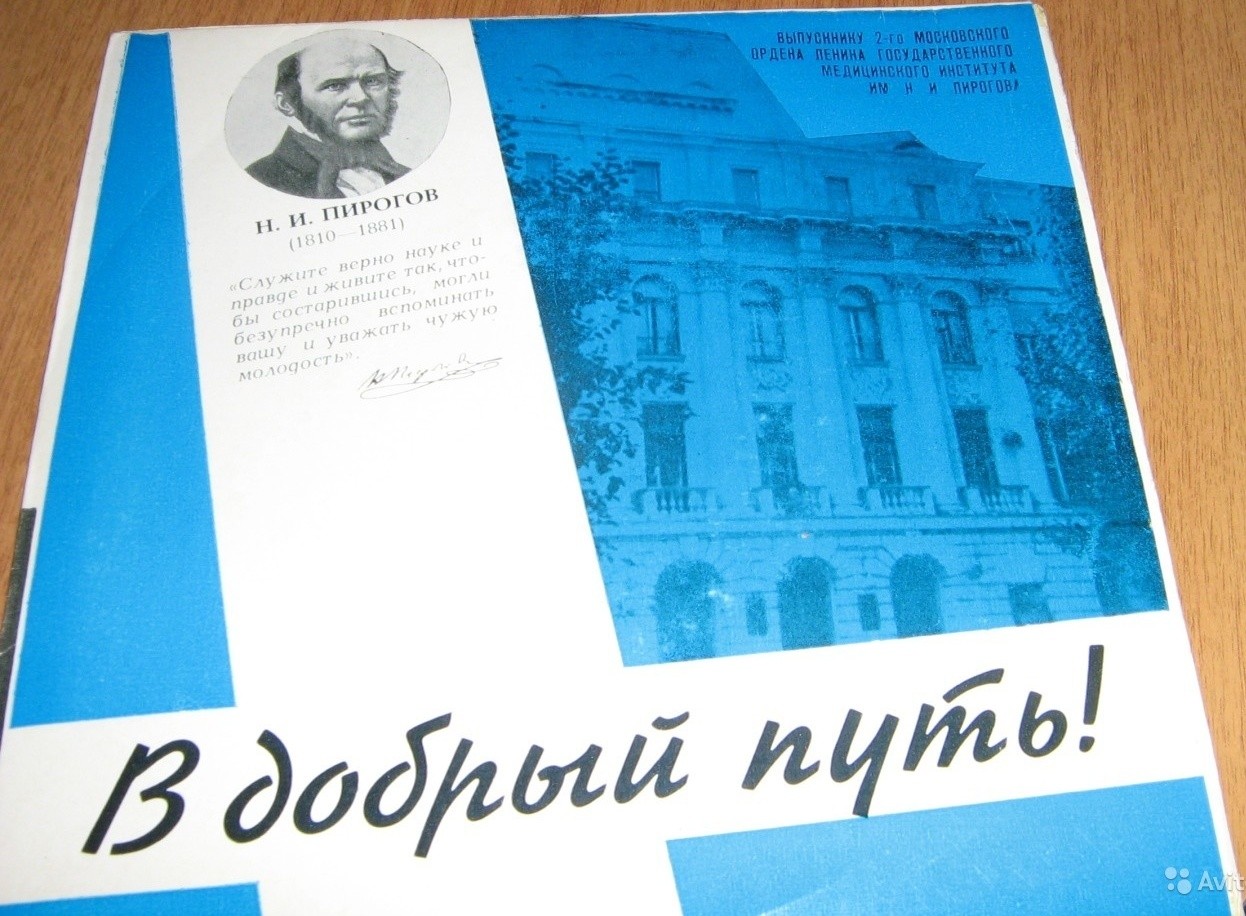 ВЫПУСКНИКУ 2-го МОСКОВСКОГО
ОРДЕНА ЛЕНИНА ГОСУДАРСТВЕННОГО
МЕДИЦИНСКОГО ИНСТИТУТА
ИМ Н И ПИРОГОВА
Н. И. ПИРОГОВ
(1810—1881)
«Служите верно науке и
правде и живите так, что-
бы состарившись, могли
безупречно вспоминать
вашу и уважать чужую
молодость».
В добрый путь!
Avit